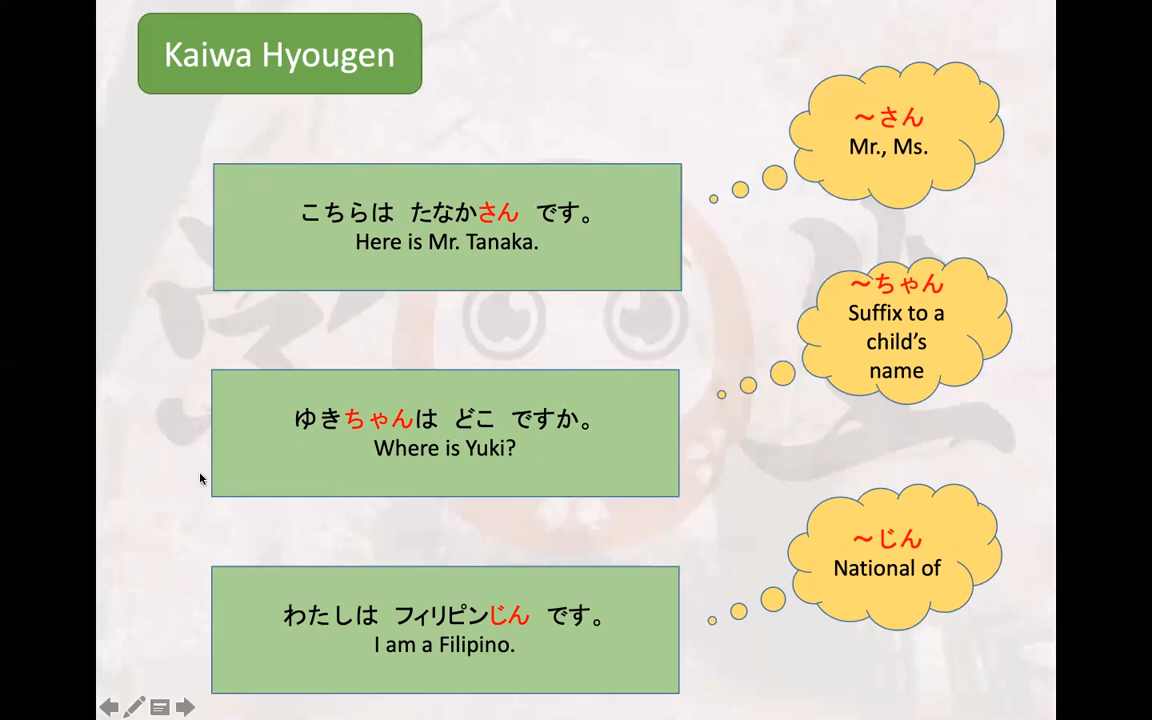 Kaiwa Hyougen
～さん
Mr., Ms.
こちらは　たなかさん　です。
Here is Mr. Tanaka.
～ちゃん
Suffix to a
child's
name
ゆきちゃんは　どこ　ですか。
Where is Yuki?
～じん
National of
わたしは　フィリピンじん　です。
I am a Filipino.